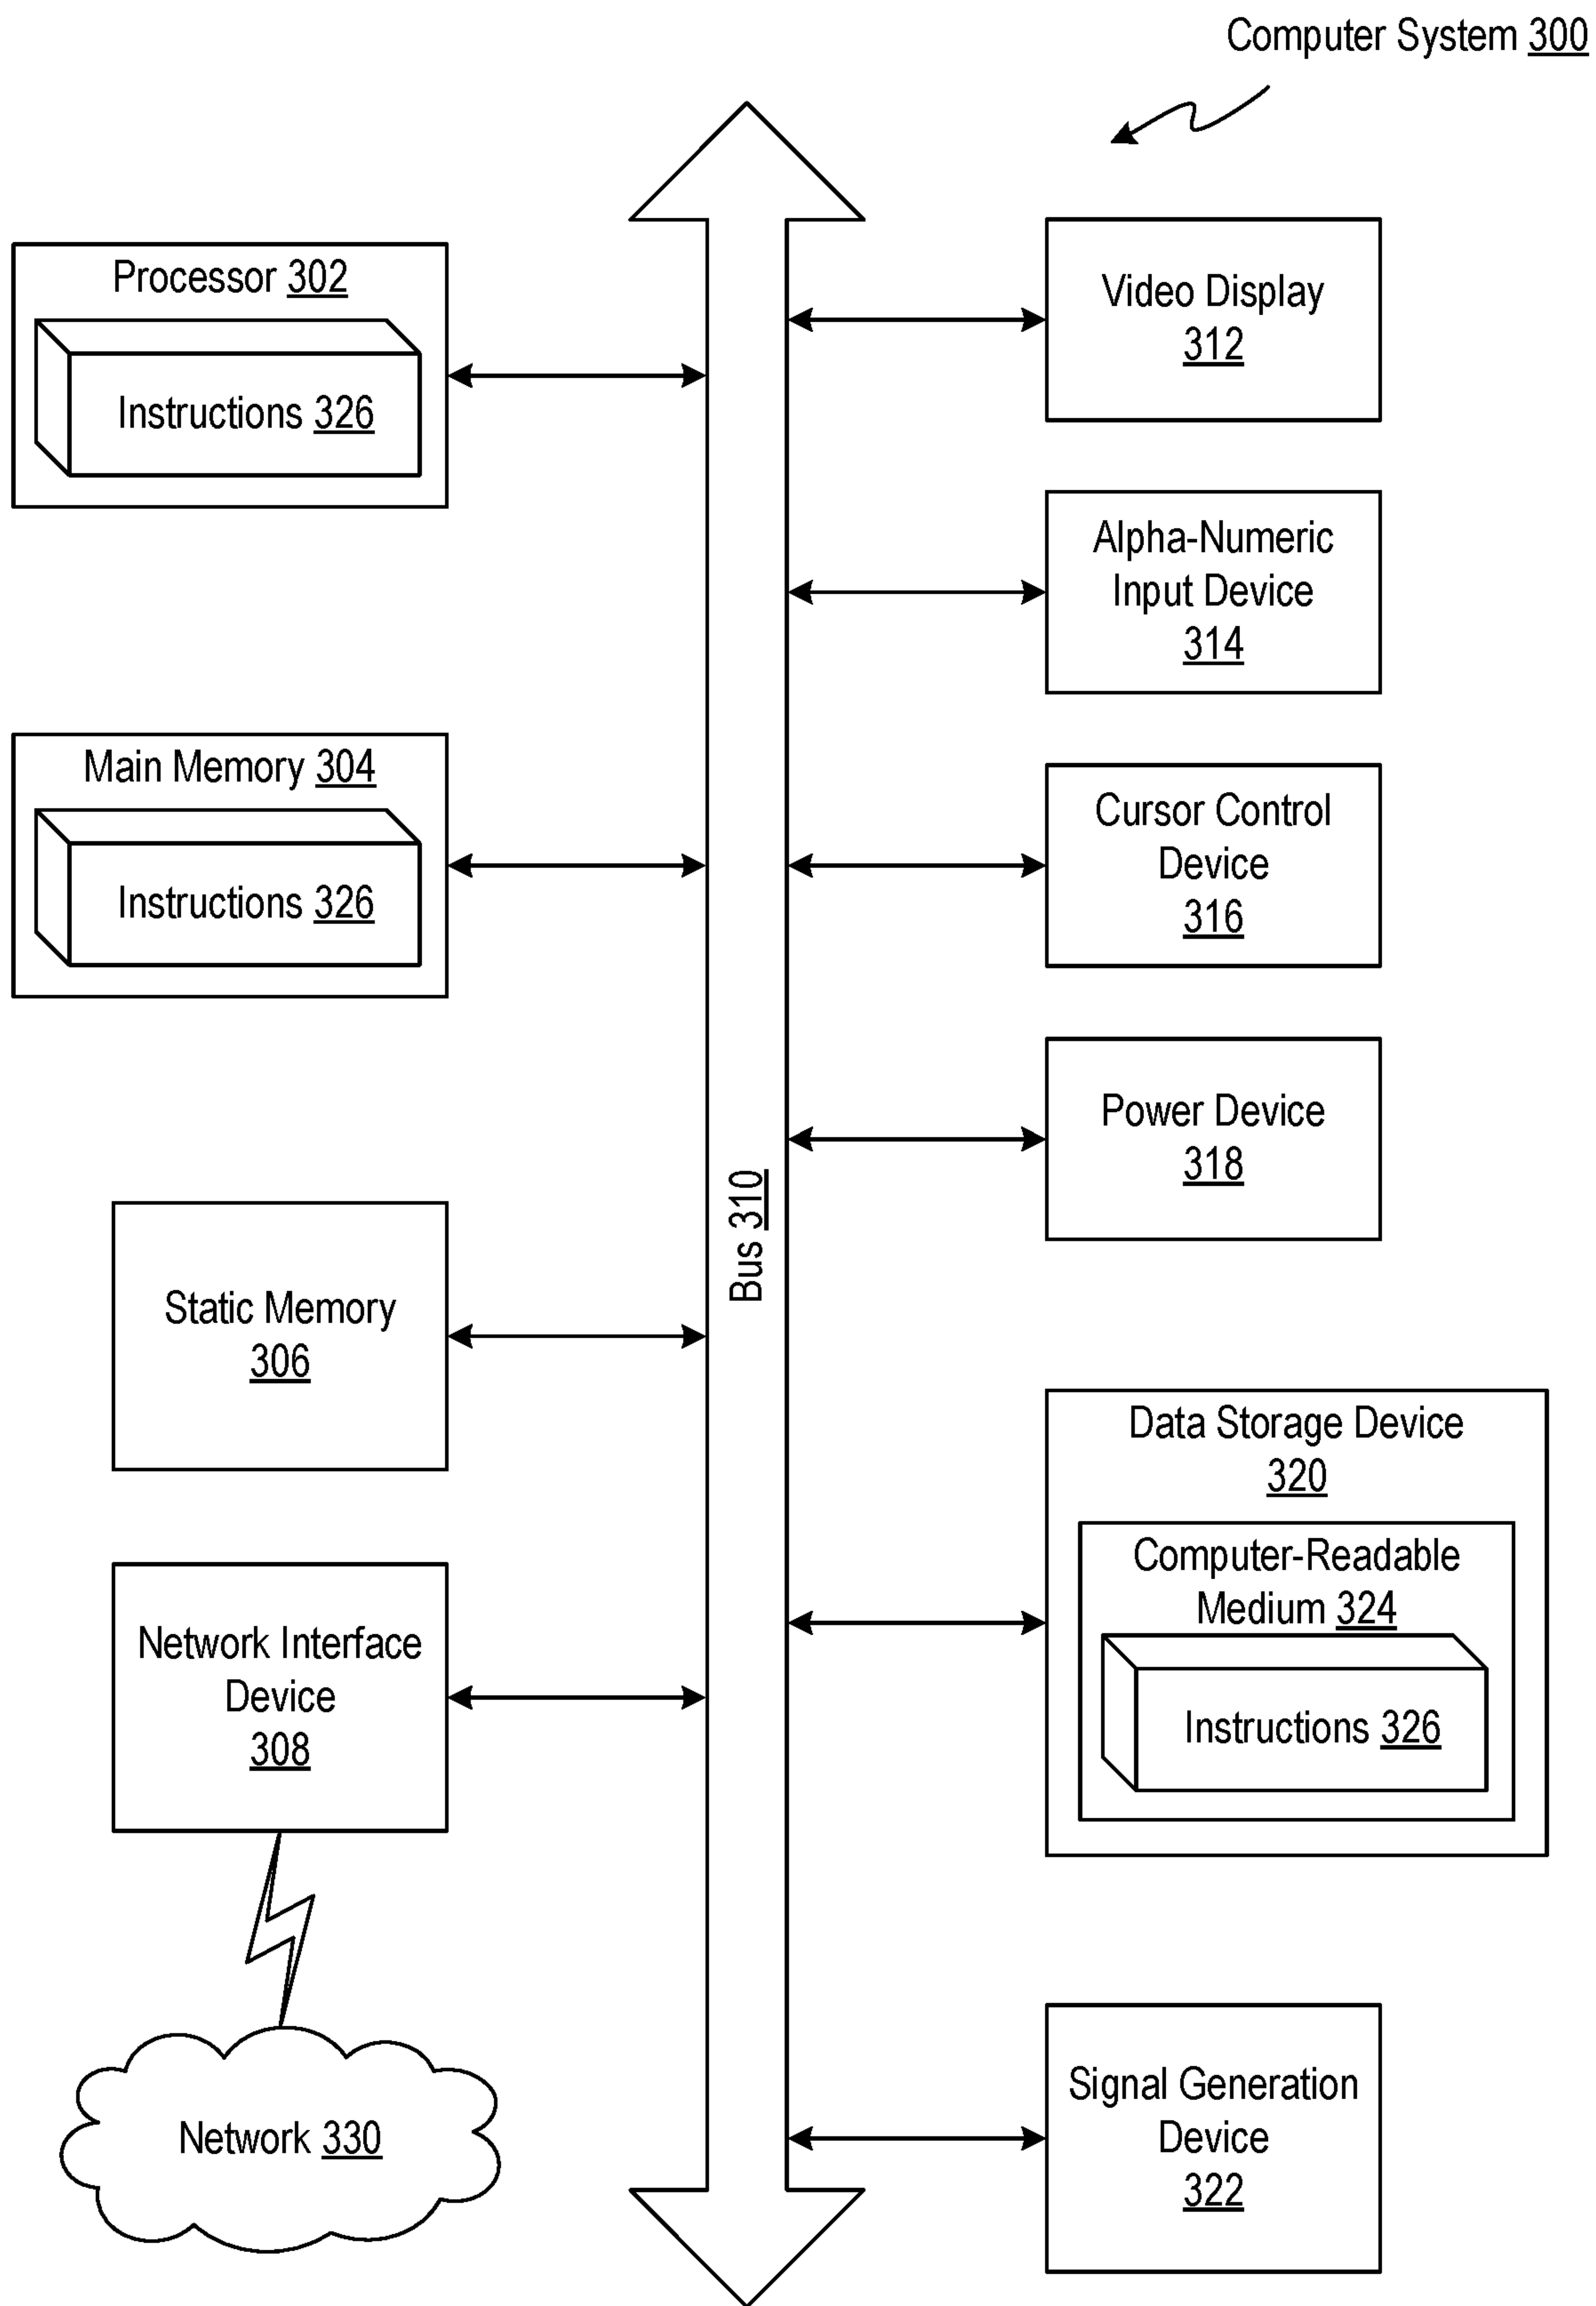 Computer System 300
Processor 302
Instructions 326
Main Memory 304
Instructions 326
Static Memory
306
Network Interface
Device
308
Network 330
Bus 310
Video Display
312
Alpha-Numeric
Input Device
314
Cursor Control
Device
316
Power Device
318
Data Storage Device
320
Computer-Readable
Medium 324
Instructions 326
Signal Generation
Device
322